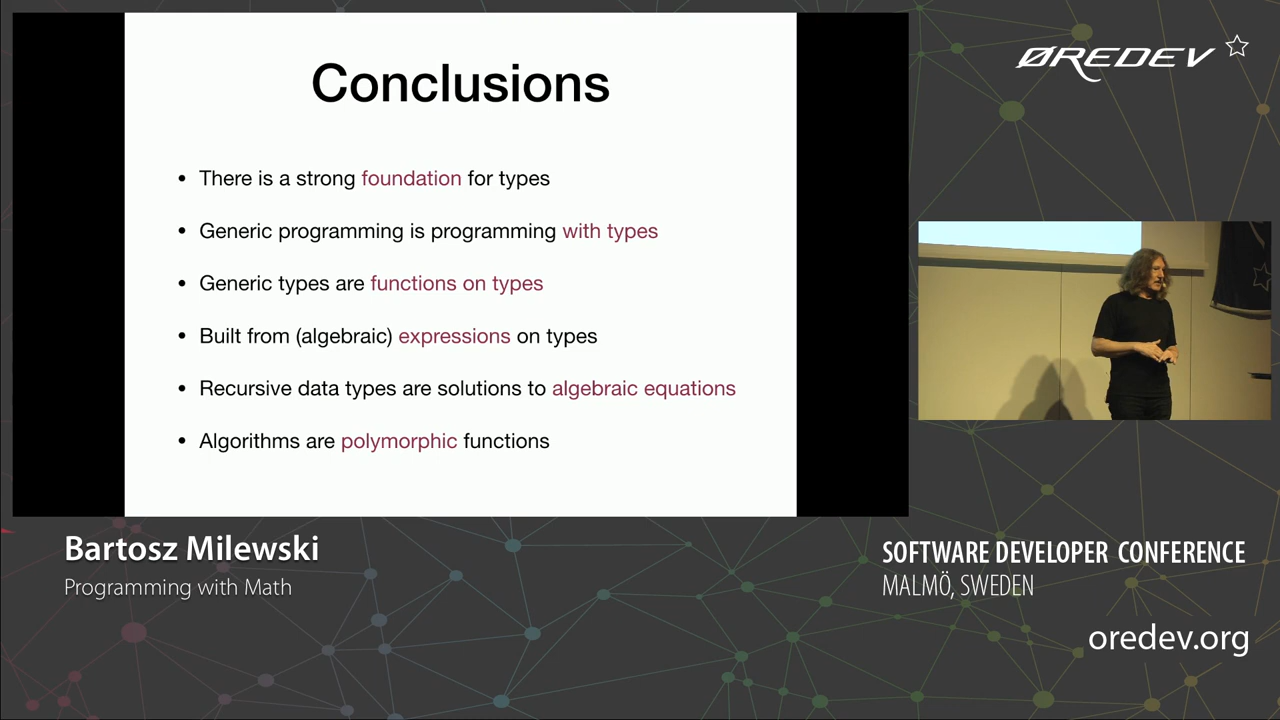 Conclusions
• There is a strong foundation for types
• Generic programming is programming with types
• Generic types are functions on types
• Built from (algebraic) expressions on types
• Recursive data types are solutions to algebraic equations
• Algorithms are polymorphic functions
ØREDEV
Bartosz Milewski
Programming with Math
SOFTWARE DEVELOPER CONFERENCE
MALMÖ, SWEDEN
oredev.org